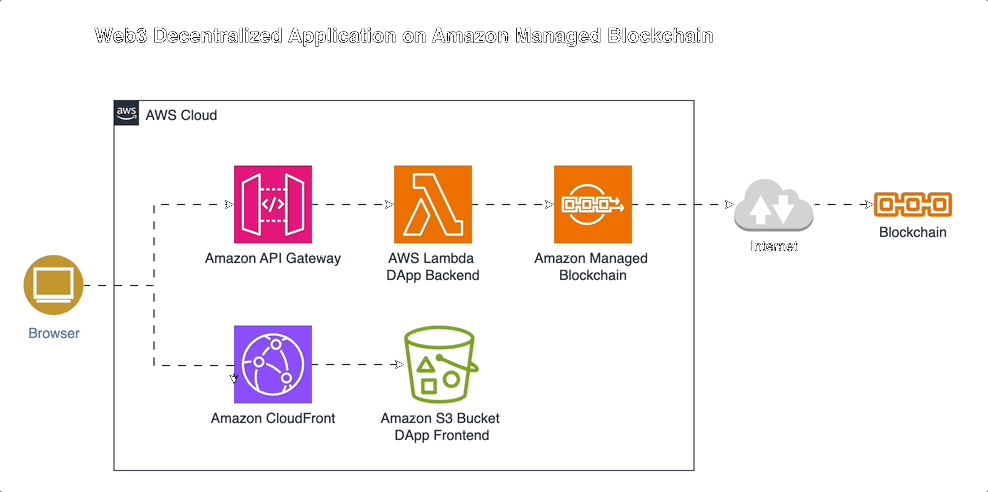 Web3 Decentralized Application on Amazon Managed Blockchain
aws
AWS Cloud
</>
Amazon API Gateway
AWS Lambda
DApp Backend
Amazon Managed
Blockchain
Internet
Blockchain
Browser
Amazon CloudFront
Amazon S3 Bucket
DApp Frontend